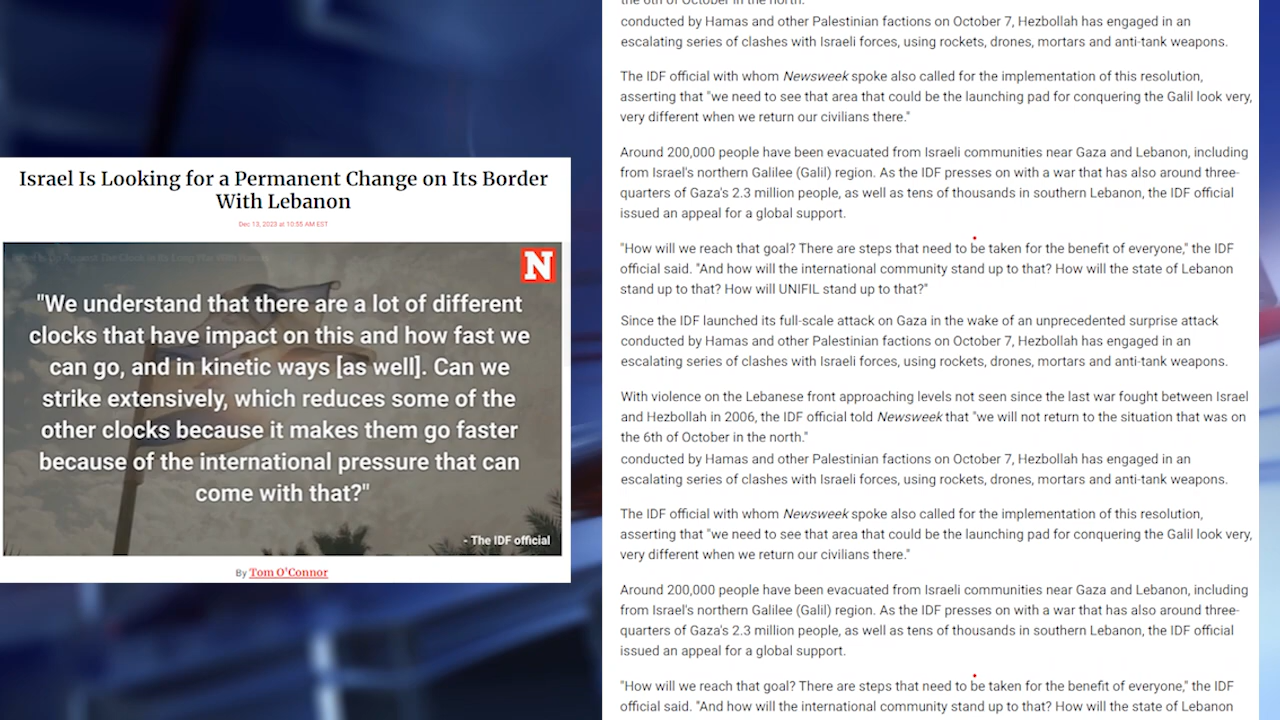 Israel Is Looking for a Permanent Change on Its Border
With Lebanon
Dec 13, 2023 at 10:55 AM EST
N
"We understand that there are a lot of different
clocks that have impact on this and how fast we
can go, and in kinetic ways [as well]. Can we
strike extensively, which reduces some of the
other clocks because it makes them go faster
because of the international pressure that can
come with that?"
- The IDF official
By Tom O'Connor
the 6th of October in the north."
conducted by Hamas and other Palestinian factions on October 7, Hezbollah has engaged in an
escalating series of clashes with Israeli forces, using rockets, drones, mortars and anti-tank weapons.
The IDF official with whom Newsweek spoke also called for the implementation of this resolution,
asserting that "we need to see that area that could be the launching pad for conquering the Galil look very,
very different when we return our civilians there."
Around 200,000 people have been evacuated from Israeli communities near Gaza and Lebanon, including
from Israel's northern Galilee (Galil) region. As the IDF presses on with a war that has also around three-
quarters of Gaza's 2.3 million people, as well as tens of thousands in southern Lebanon, the IDF official
issued an appeal for a global support.
"How will we reach that goal? There are steps that need to be taken for the benefit of everyone," the IDF
official said. "And how will the international community stand up to that? How will the state of Lebanon
stand up to that? How will UNIFIL stand up to that?"
Since the IDF launched its full-scale attack on Gaza in the wake of an unprecedented surprise attack
conducted by Hamas and other Palestinian factions on October 7, Hezbollah has engaged in an
escalating series of clashes with Israeli forces, using rockets, drones, mortars and anti-tank weapons.
With violence on the Lebanese front approaching levels not seen since the last war fought between Israel
and Hezbollah in 2006, the IDF official told Newsweek that "we will not return to the situation that was on
the 6th of October in the north."
conducted by Hamas and other Palestinian factions on October 7, Hezbollah has engaged in an
escalating series of clashes with Israeli forces, using rockets, drones, mortars and anti-tank weapons.
The IDF official with whom Newsweek spoke also called for the implementation of this resolution,
asserting that "we need to see that area that could be the launching pad for conquering the Galil look very,
very different when we return our civilians there."
Around 200,000 people have been evacuated from Israeli communities near Gaza and Lebanon, including
from Israel's northern Galilee (Galil) region. As the IDF presses on with a war that has also around three-
quarters of Gaza's 2.3 million people, as well as tens of thousands in southern Lebanon, the IDF official
issued an appeal for a global support.
"How will we reach that goal? There are steps that need to be taken for the benefit of everyone," the IDF
official said. "And how will the international community stand up to that? How will the state of Lebanon